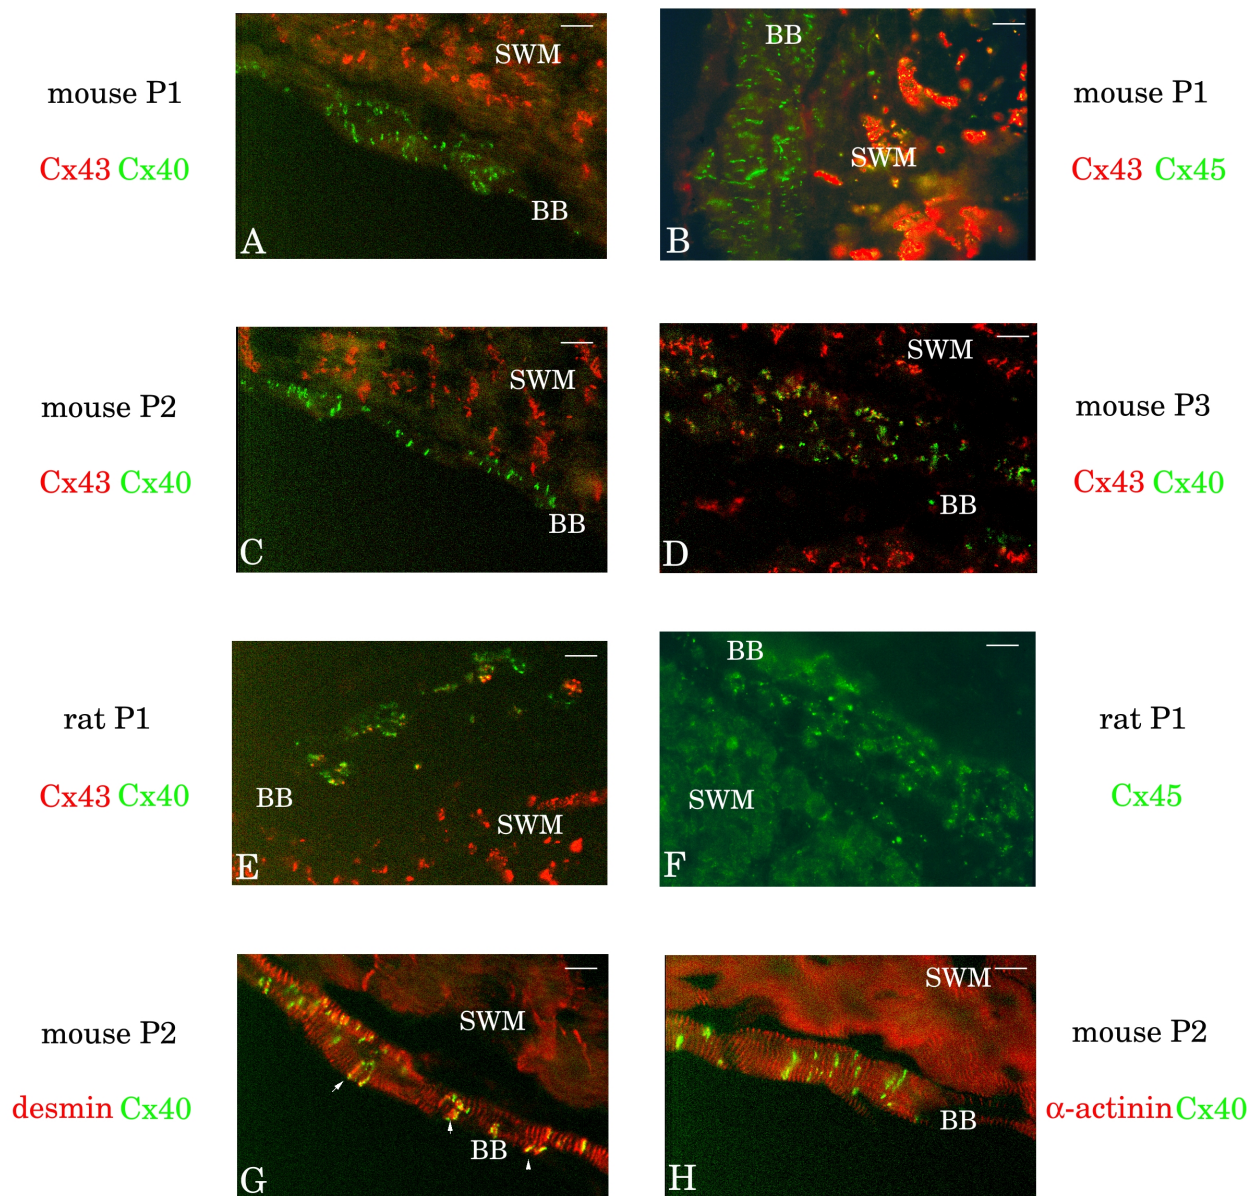 mouse P1
Cx43 Cx40
SWM
BB
A
BB
SWM
B
mouse P1
Cx43 Cx45
mouse P2
Cx43 Cx40
SWM
BB
C
SWM
BB
D
mouse P3
Cx43 Cx40
rat P1
Cx43 Cx40
BB
SWM
E
BB
SWM
F
rat P1
Cx45
mouse P2
desmin Cx40
SWM
BB
G
SWM
BB
H
mouse P2
α-actinin Cx40